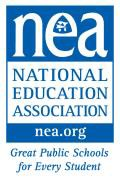 nea
NATIONAL
EDUCATION
ASSOCIATION
nea.org
Great Public Schools
for Every Student